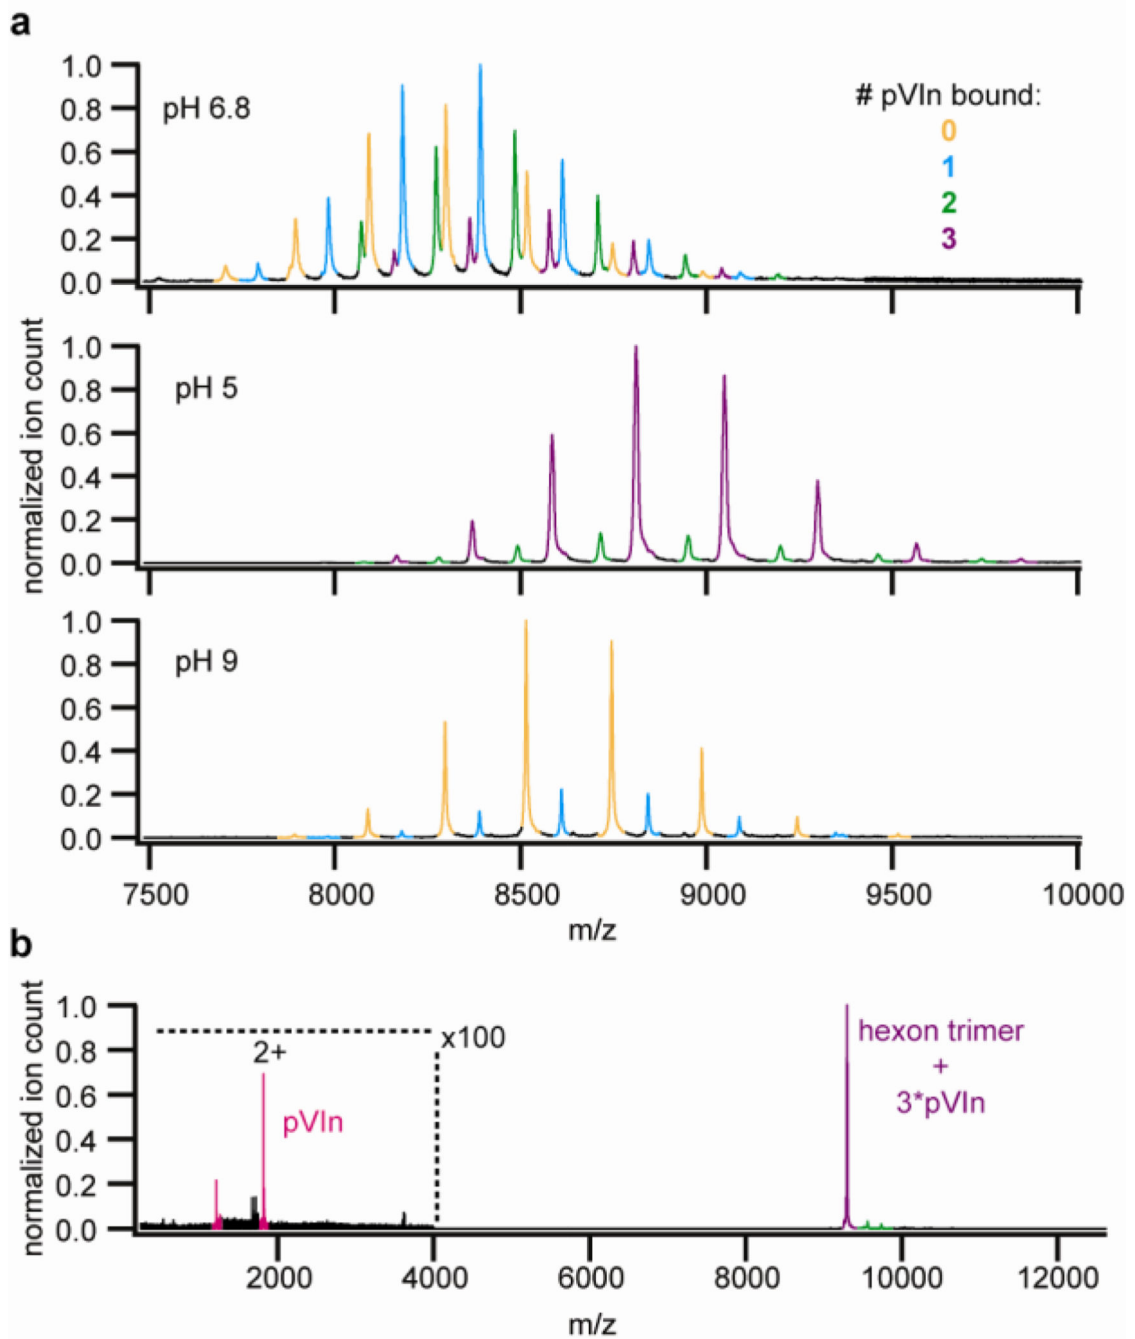 a
pH 6.8
# pVIn bound:
0
1
2
3
1.0
0.8
0.6
0.4
0.2
0.0
pH 5
1.0
0.8
0.6
0.4
0.2
0.0
normalized ion count
pH 9
1.0
0.8
0.6
0.4
0.2
0.0
7500 8000 8500 9000 9500 10000
m/z
b
normalized ion count
1.0
0.8
0.6
0.4
0.2
0.0
x100
2+
pVIn
hexon trimer
+
3*pVIn
2000 4000 6000 8000 10000 12000
m/z